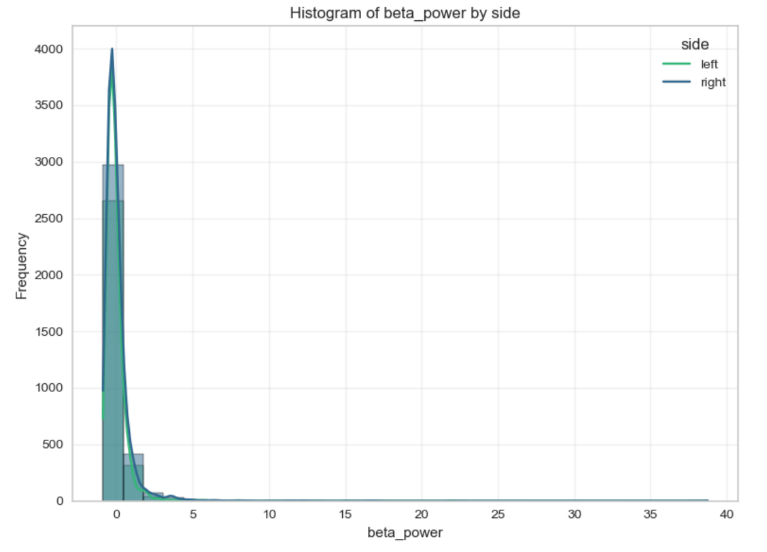 Histogram of beta_power by side
4000
3500
3000
2500
2000
1500
1000
500
0
Frequency
side
left
right
0 5 10 15 20 25 30 35 40
beta_power